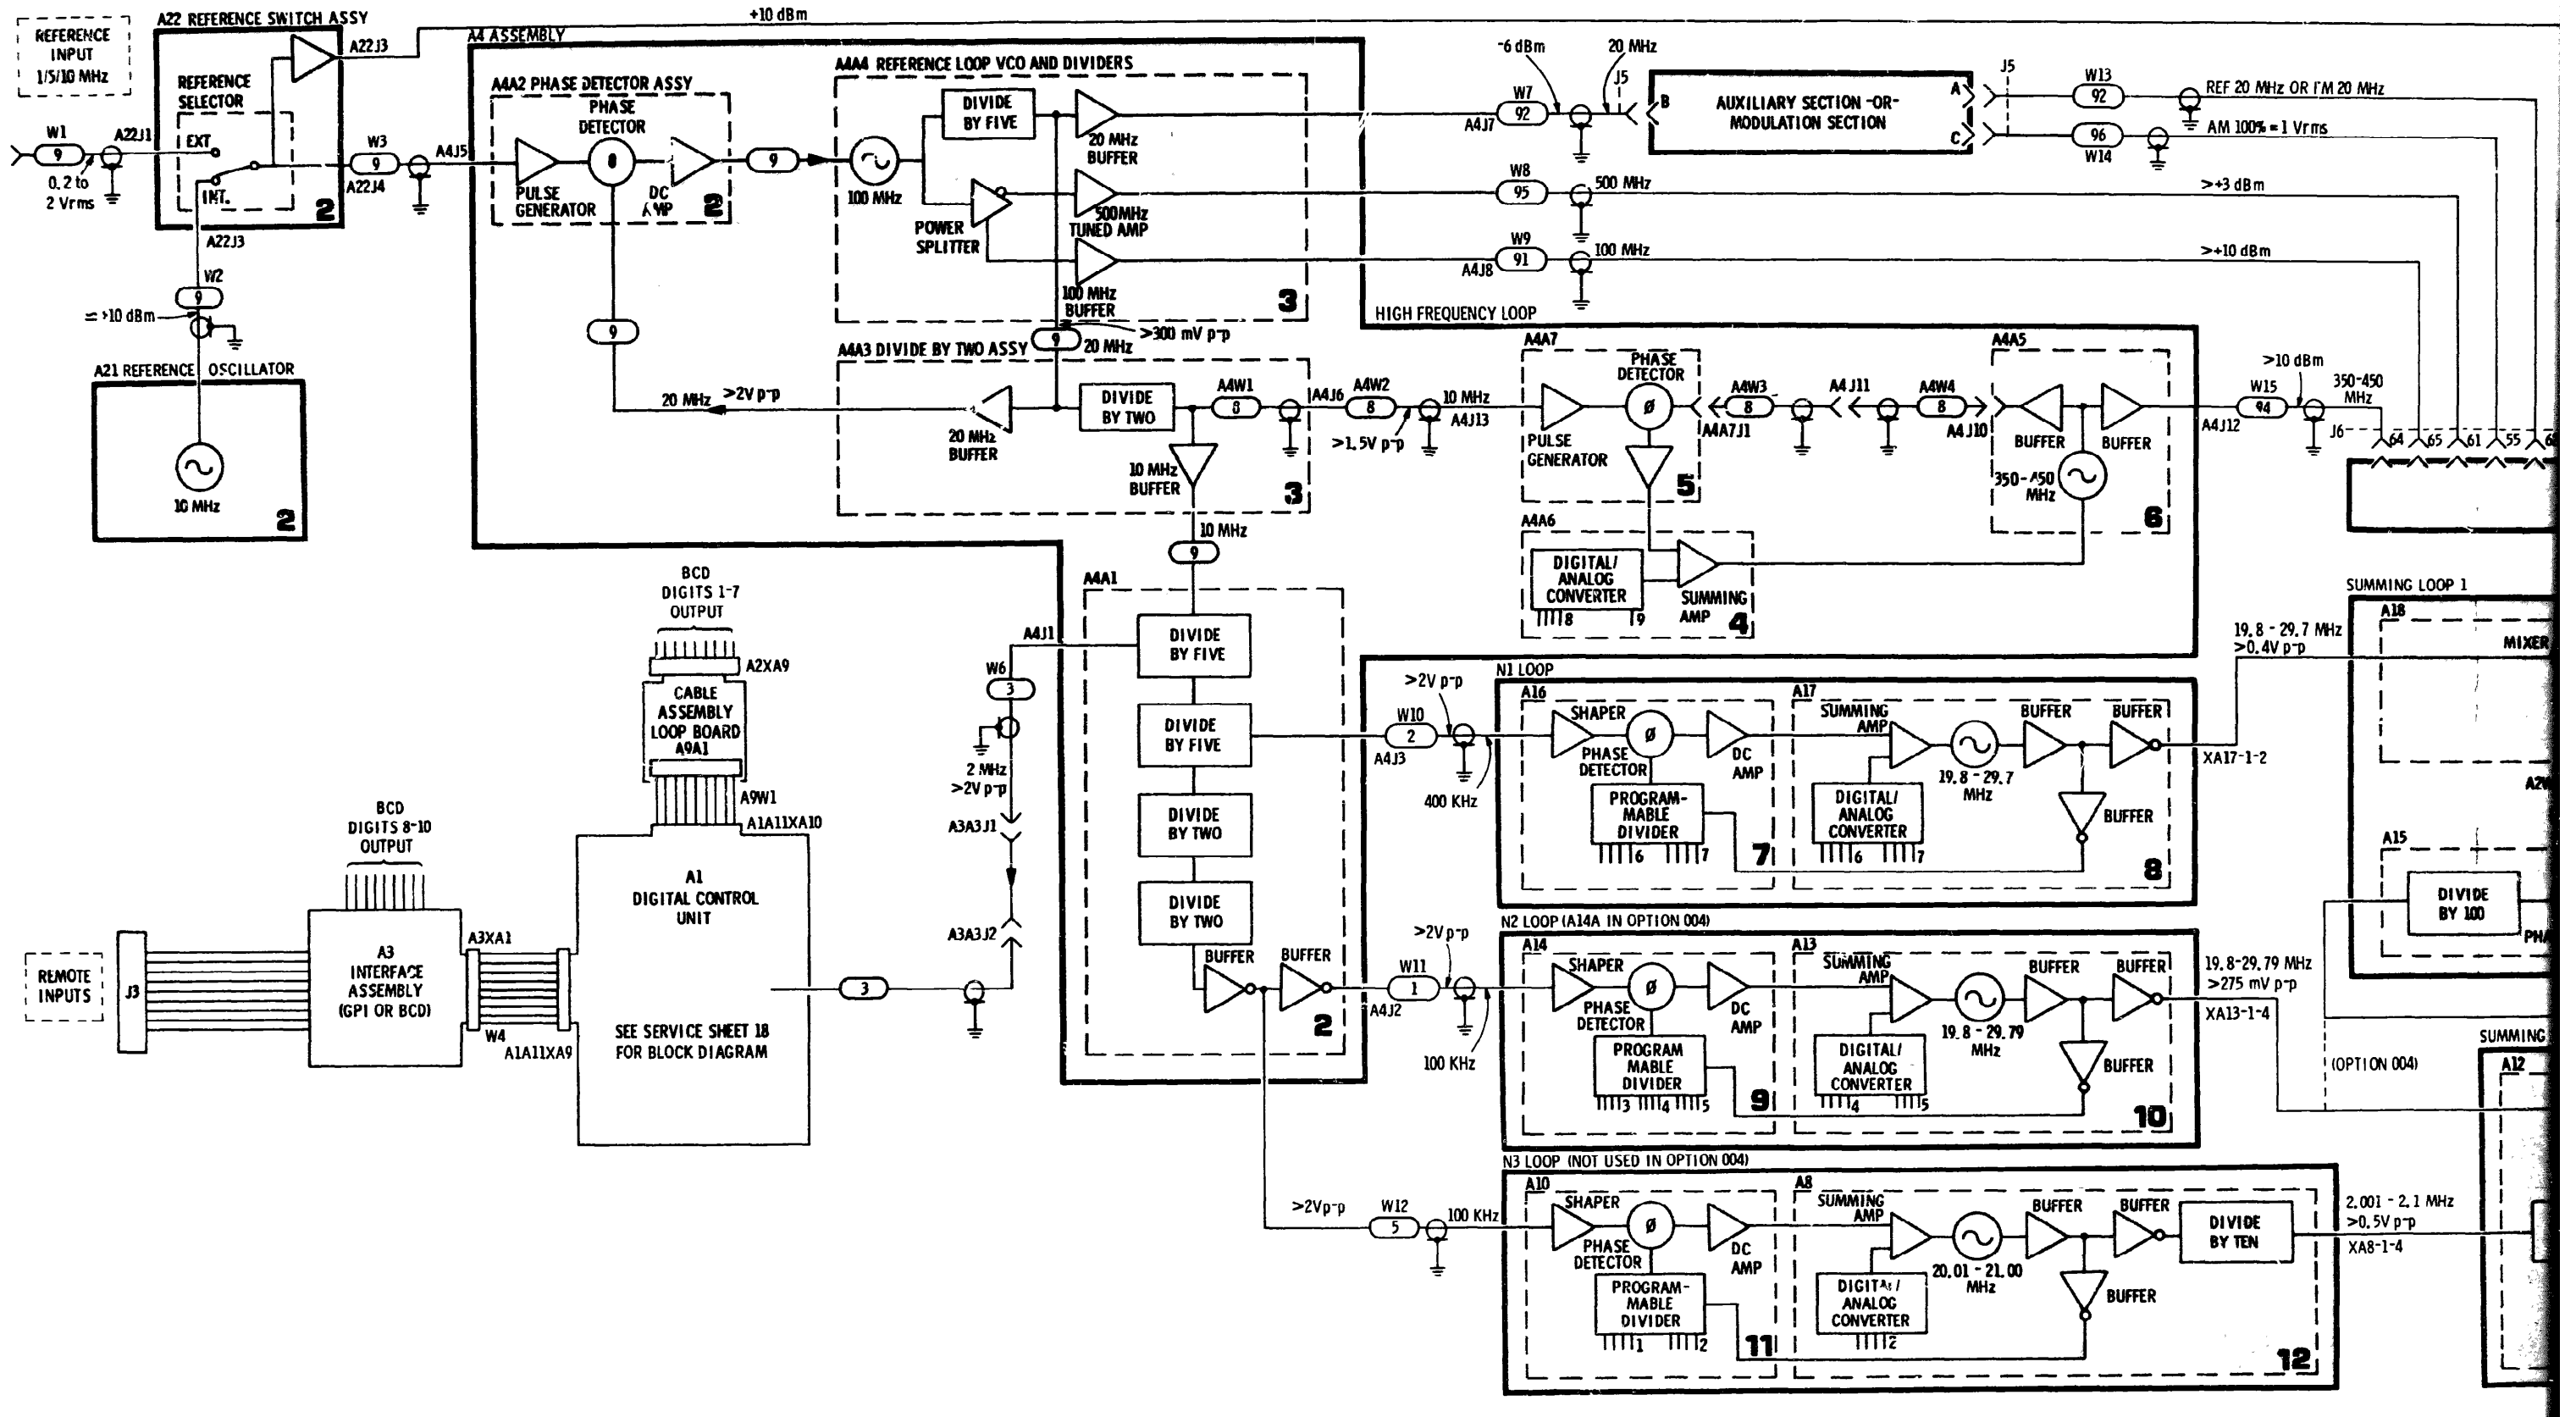 REFERENCE
INPUT
1/5/10 MHz
W1
9
0.2 to
2 Vrms
A22J1
A22 REFERENCE SWITCH ASSY
A22J3
REFERENCE
SELECTOR
EXT
INT.
2
A22J3
W2
9
≃ +10 dBm
A21 REFERENCE OSCILLATOR
10 MHz
2
W3
9
A22J4
+10 dBm
A4 ASSEMBLY
A4J5
A4A2 PHASE DETECTOR ASSY
PHASE
DETECTOR
PULSE
GENERATOR
DC
AMP
2
9
9
A4A4 REFERENCE LOOP VCO AND DIVIDERS
100 MHz
DIVIDE
BY FIVE
20 MHz
BUFFER
POWER
SPLITTER
500MHz
TUNED AMP
100 MHz
BUFFER
3
9
>300 mV p-p
20 MHz
A4A3 DIVIDE BY TWO ASSY
20 MHz
>2V p-p
20 MHz
BUFFER
DIVIDE
BY TWO
10 MHz
BUFFER
3
A4W1
8
A4J6
A4W2
8
>1.5V p-p
10 MHz
A4J13
10 MHz
9
A4J7
W7
92
-6 dBm
20 MHz
J5
B
AUXILIARY SECTION -OR-
MODULATION SECTION
A
C
J5
W13
92
REF 20 MHz OR FM 20 MHz
96
W14
AM 100% = 1 Vrms
W8
95
500 MHz
>+3 dBm
W9
91
A4J8
100 MHz
>+10 dBm
HIGH FREQUENCY LOOP
A4A7
PHASE
DETECTOR
Ø
PULSE
GENERATOR
5
A4W3
8
A4A7J1
A4J11
A4W4
8
A4J10
A4A5
BUFFER
BUFFER
350-450
MHz
6
A4A6
DIGITAL/
ANALOG
CONVERTER
8
9
SUMMING
AMP
4
A4J12
W15
94
>10 dBm
350-450
MHz
J6
64
65
61
55
A4A1
DIVIDE
BY FIVE
DIVIDE
BY FIVE
DIVIDE
BY TWO
DIVIDE
BY TWO
BUFFER
BUFFER
2
A4J1
W6
3
2 MHz
>2V p-p
A3A3J1
A3A3J2
3
BCD
DIGITS 1-7
OUTPUT
A2XA9
CABLE
ASSEMBLY
LOOP BOARD
A9A1
A9W1
A1A11XA10
A1
DIGITAL CONTROL
UNIT
SEE SERVICE SHEET 18
FOR BLOCK DIAGRAM
BCD
DIGITS 8-10
OUTPUT
REMOTE
INPUTS
J3
A3
INTERFACE
ASSEMBLY
(GPI OR BCD)
A3XA1
W4
A1A11XA9
N1 LOOP
>2V p-p
W10
2
A4J3
400 KHz
A16
SHAPER
Ø
PHASE
DETECTOR
DC
AMP
PROGRAM-
MABLE
DIVIDER
6
7
7
A17
SUMMING
AMP
19.8 - 29.7
MHz
BUFFER
BUFFER
BUFFER
DIGITAL/
ANALOG
CONVERTER
6
7
8
19.8 - 29.7 MHz
>0.4V p-p
XA17-1-2
N2 LOOP (A14A IN OPTION 004)
>2V p-p
W11
1
A4J2
100 KHz
A14
SHAPER
Ø
PHASE
DETECTOR
DC
AMP
PROGRAM
MABLE
DIVIDER
3
4
5
9
A13
SUMMING
AMP
19.8 - 29.79
MHz
BUFFER
BUFFER
BUFFER
DIGITAL/
ANALOG
CONVERTER
4
5
10
19.8-29.79 MHz
>275 mV p-p
XA13-1-4
N3 LOOP (NOT USED IN OPTION 004)
>2Vp-p
W12
5
100 KHz
A10
SHAPER
Ø
PHASE
DETECTOR
DC
AMP
PROGRAM-
MABLE
DIVIDER
1
2
11
A8
SUMMING
AMP
20.01 - 21.00
MHz
BUFFER
BUFFER
BUFFER
DIVIDE
BY TEN
DIGITAL/
ANALOG
CONVERTER
2
12
2.001 - 2.1 MHz
>0.5V p-p
XA8-1-4
SUMMING LOOP 1
A18
MIXER
A15
DIVIDE
BY 100
(OPTION 004)
SUMMING
A12